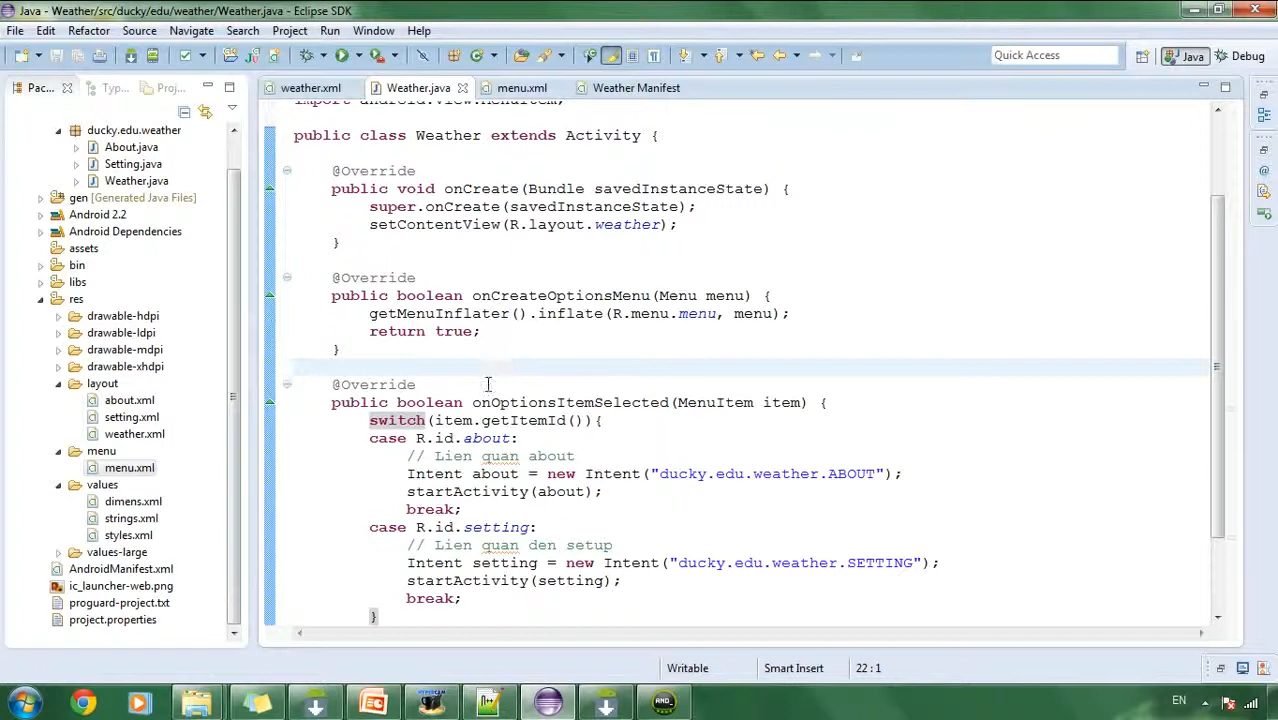 Java - Weather/src/ducky/edu/weather/Weather.java - Eclipse SDK
File Edit Refactor Source Navigate Search Project Run Window Help
Quick Access
Java
Debug
Pac...
Typ...
Proj...
ducky.edu.weather
About.java
Setting.java
Weather.java
gen [Generated Java Files]
Android 2.2
Android Dependencies
assets
bin
libs
res
drawable-hdpi
drawable-ldpi
drawable-mdpi
drawable-xhdpi
layout
about.xml
setting.xml
weather.xml
menu
menu.xml
values
dimens.xml
strings.xml
styles.xml
values-large
AndroidManifest.xml
ic_launcher-web.png
proguard-project.txt
project.properties
weather.xml
Weather.java
menu.xml
Weather Manifest
import android.view.MenuItem;
public class Weather extends Activity {
@Override
public void onCreate(Bundle savedInstanceState) {
super.onCreate(savedInstanceState);
setContentView(R.layout.weather);
}
@Override
public boolean onCreateOptionsMenu(Menu menu) {
getMenuInflater().inflate(R.menu.menu, menu);
return true;
}
@Override
public boolean onOptionsItemSelected(MenuItem item) {
switch(item.getItemId()){
case R.id.about:
// Lien quan about
Intent about = new Intent("ducky.edu.weather.ABOUT");
startActivity(about);
break;
case R.id.setting:
// Lien quan den setup
Intent setting = new Intent("ducky.edu.weather.SETTING");
startActivity(setting);
break;
}
Writable
Smart Insert
22 : 1
EN